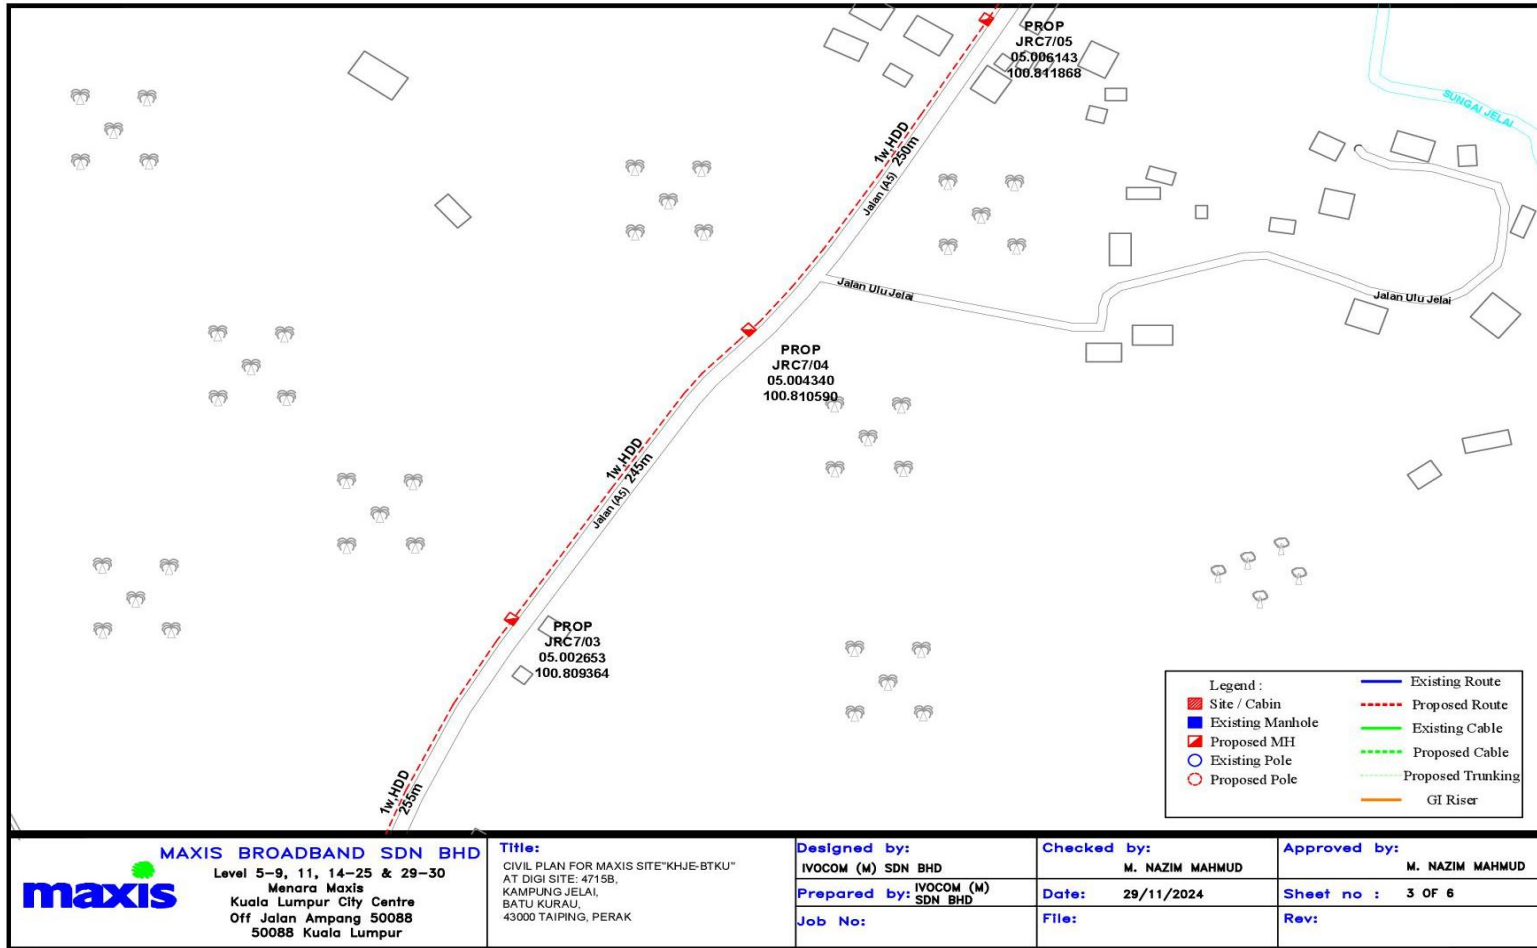 PROP
JRC7/05
05.006143
100.811868
SUNGAI JELAI
1w,HDD
250m
Jalan (A5)
Jalan Ulu Jelai
Jalan Ulu Jelai
PROP
JRC7/04
05.004340
100.810590
1w,HDD
245m
Jalan (A5)
PROP
JRC7/03
05.002653
100.809364
1w,HDD
255m
Legend :
Site / Cabin
Existing Manhole
Proposed MH
Existing Pole
Proposed Pole
Existing Route
Proposed Route
Existing Cable
Proposed Cable
Proposed Trunking
GI Riser
maxis
MAXIS BROADBAND SDN BHD
Level 5-9, 11, 14-25 & 29-30
Menara Maxis
Kuala Lumpur City Centre
Off Jalan Ampang 50088
50088 Kuala Lumpur
Title:
CIVIL PLAN FOR MAXIS SITE"KHJE-BTKU"
AT DIGI SITE: 4715B,
KAMPUNG JELAI,
BATU KURAU,
43000 TAIPING, PERAK
Designed by:
IVOCOM (M) SDN BHD
Prepared by: IVOCOM (M)
SDN BHD
Job No:
Checked by:
M. NAZIM MAHMUD
Date: 29/11/2024
File:
Approved by:
M. NAZIM MAHMUD
Sheet no : 3 OF 6
Rev: